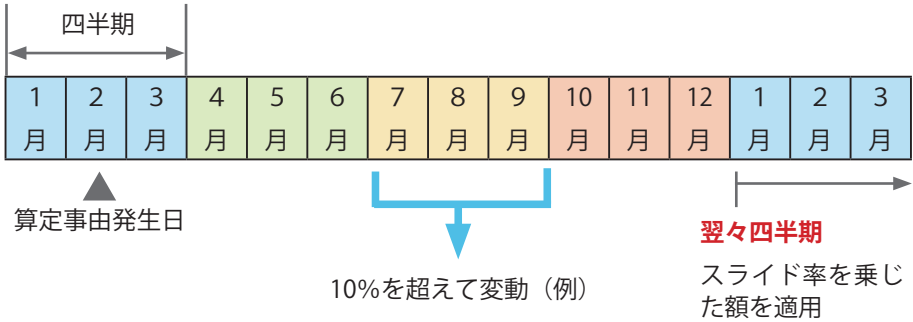 四半期
1 2 3 4 5 6 7 8 9 10 11 12 1 2 3
月 月 月 月 月 月 月 月 月 月 月 月 月 月 月
算定事由発生日
10%を超えて変動（例）
翌々四半期
スライド率を乗じ
た額を適用